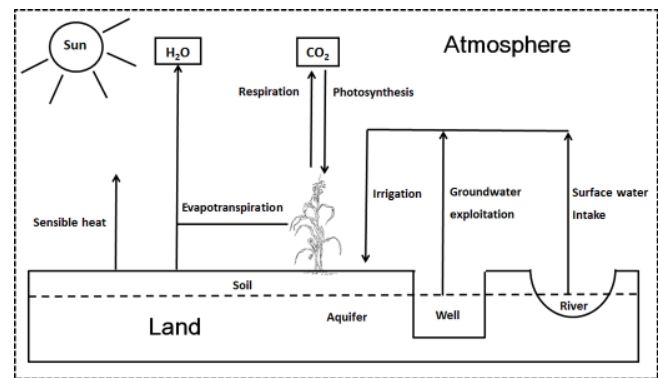 Sun
H₂O
CO₂
Atmosphere
Respiration
Photosynthesis
Sensible heat
Evapotranspiration
Irrigation
Groundwater
exploitation
Surface water
Intake
Soil
Land
Aquifer
Well
River